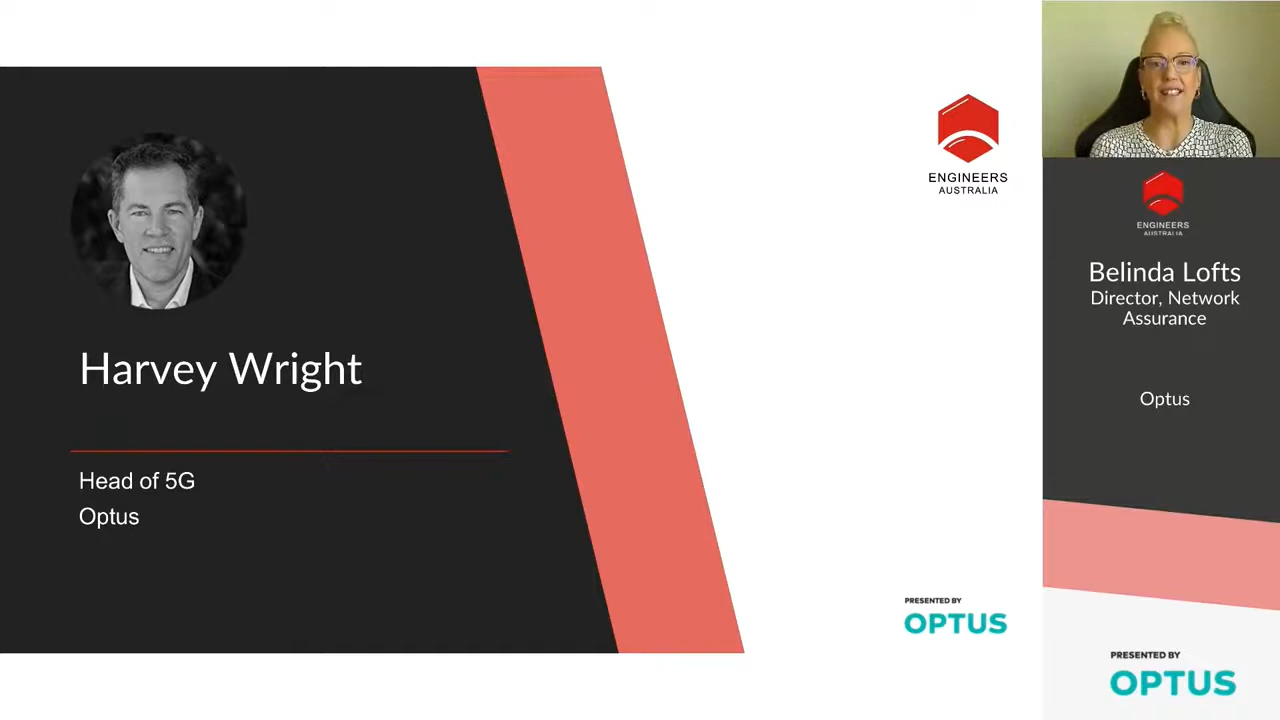 Harvey Wright
Head of 5G
Optus
ENGINEERS
AUSTRALIA
PRESENTED BY
OPTUS
ENGINEERS
AUSTRALIA
Belinda Lofts
Director, Network
Assurance
Optus
PRESENTED BY
OPTUS